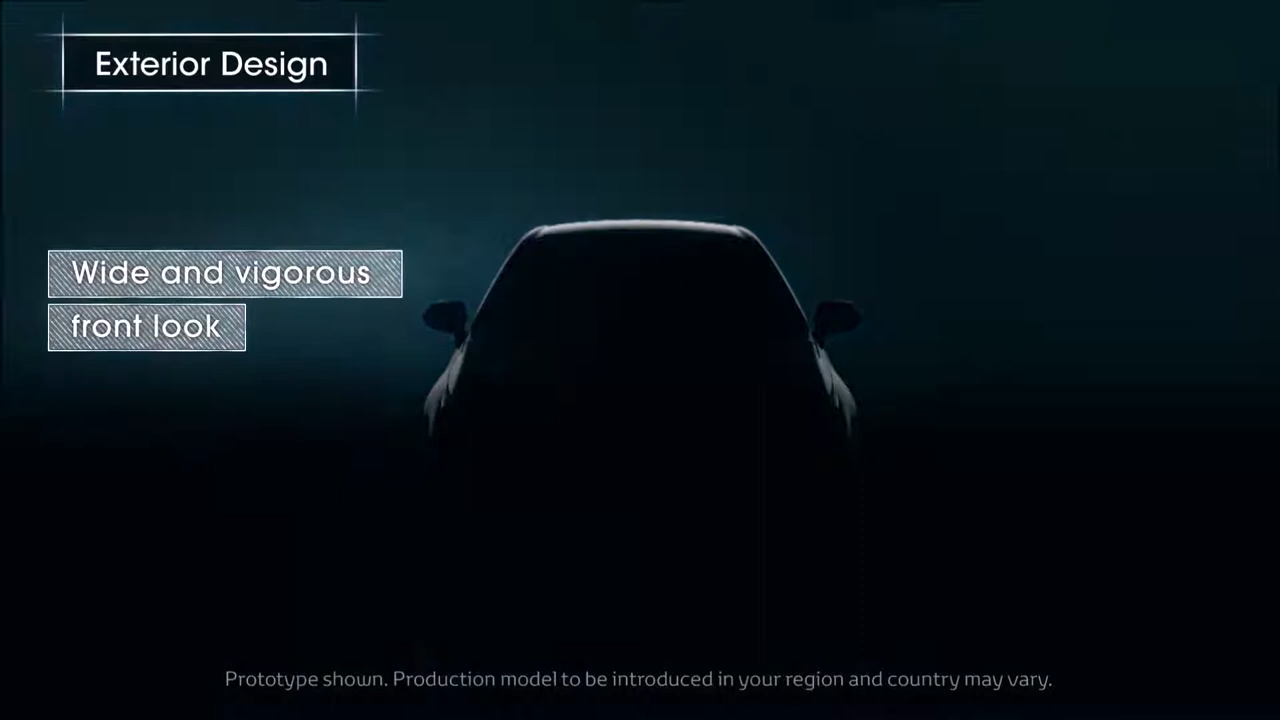 Exterior Design
Wide and vigorous
front look
Prototype shown. Production model to be introduced in your region and country may vary.